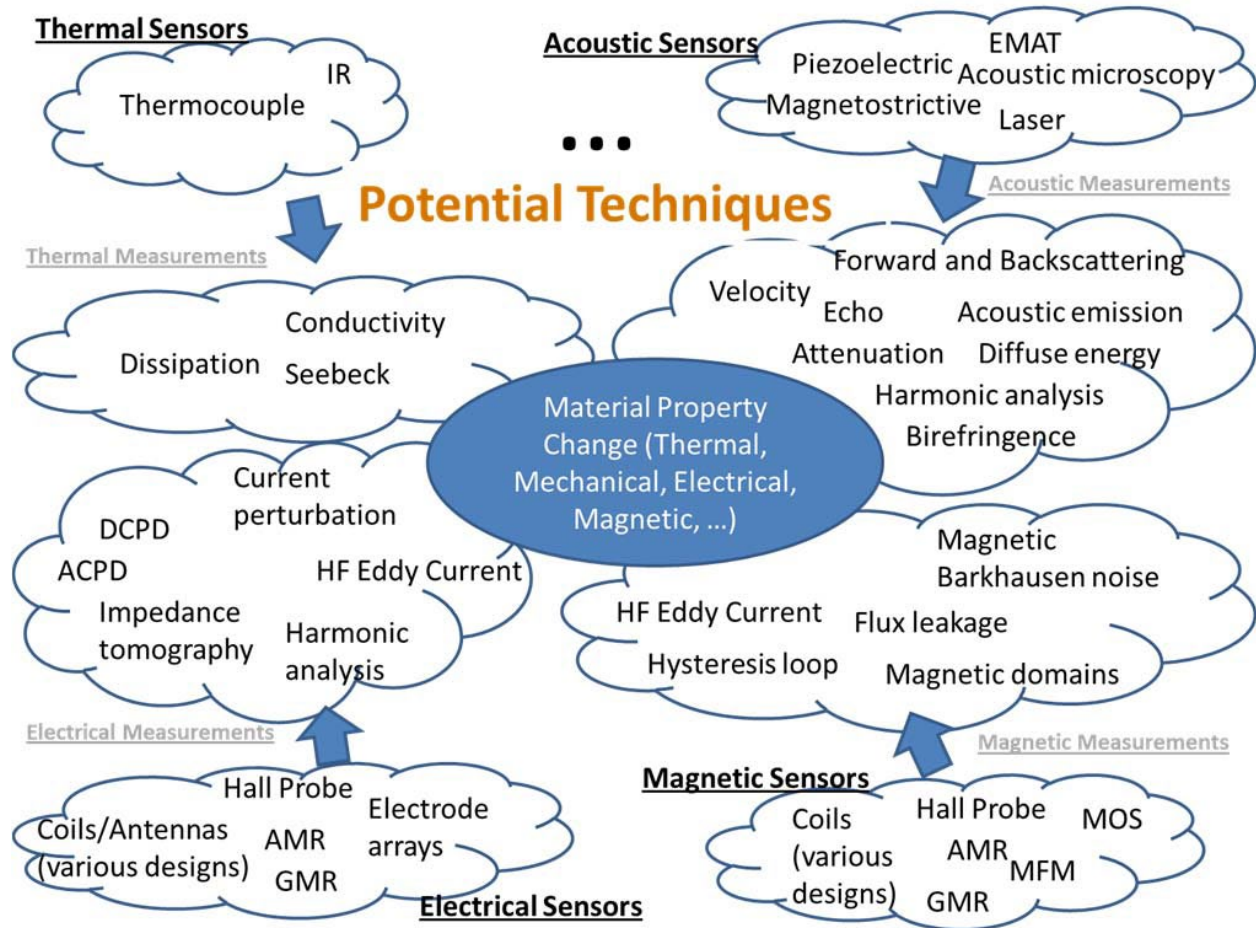 Thermal Sensors
IR
Thermocouple
Acoustic Sensors
EMAT
Piezoelectric
Acoustic microscopy
Magnetostrictive
Laser
...
Potential Techniques
Acoustic Measurements
Thermal Measurements
Conductivity
Dissipation
Seebeck
Forward and Backscattering
Velocity
Echo
Acoustic emission
Attenuation
Diffuse energy
Harmonic analysis
Birefringence
Material Property
Change (Thermal,
Mechanical, Electrical,
Magnetic, ...)
Current
perturbation
DCPD
ACPD
HF Eddy Current
Impedance
tomography
Harmonic
analysis
Magnetic
Barkhausen noise
HF Eddy Current
Flux leakage
Hysteresis loop
Magnetic domains
Electrical Measurements
Magnetic Measurements
Hall Probe
Coils/Antennas
(various designs)
AMR
GMR
Electrode
arrays
Electrical Sensors
Magnetic Sensors
Coils
(various
designs)
Hall Probe
MOS
AMR
MFM
GMR